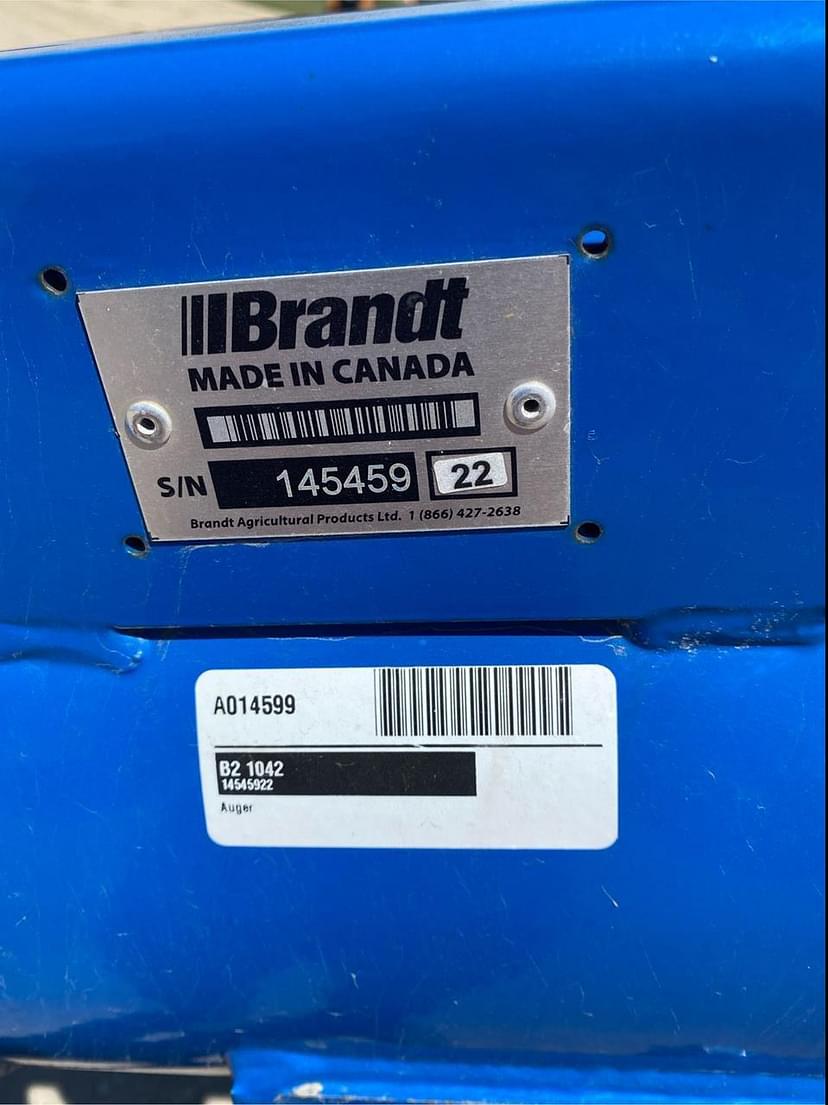 Brandt
MADE IN CANADA
S/N 145459 22
Brandt Agricultural Products Ltd. 1 (866) 427-2638
A014599
B2 1042
14545922
Auger